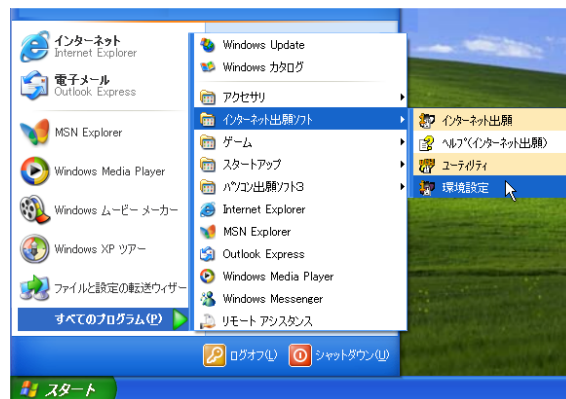 インターネット
Internet Explorer
電子メール
Outlook Express
MSN Explorer
Windows Media Player
Windows ムービー メーカー
Windows XP ツアー
ファイルと設定の転送ウィザー
すべてのプログラム(P)
Windows Update
Windows カタログ
アクセサリ
インターネット出願ソフト
ゲーム
スタートアップ
パソコン出願ソフト3
Internet Explorer
MSN Explorer
Outlook Express
Windows Media Player
Windows Messenger
リモート アシスタンス
インターネット出願
ヘルプ(インターネット出願)
ユーティリティ
環境設定
ログオフ(L)
シャットダウン(U)
スタート